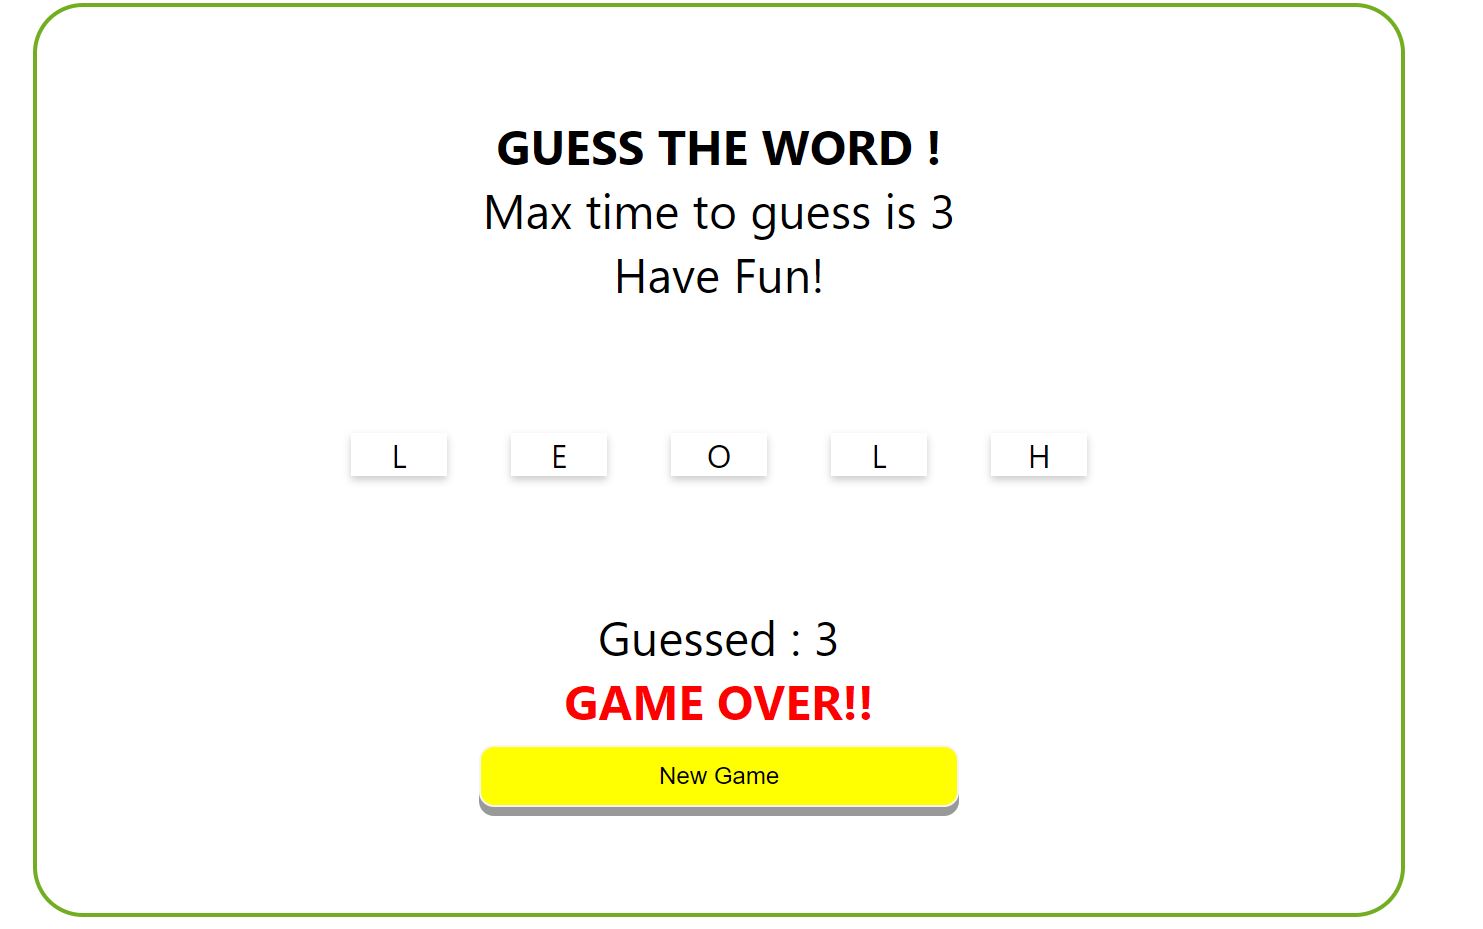 GUESS THE WORD !
Max time to guess is 3
Have Fun!
L E O L H
Guessed : 3
GAME OVER!!
New Game